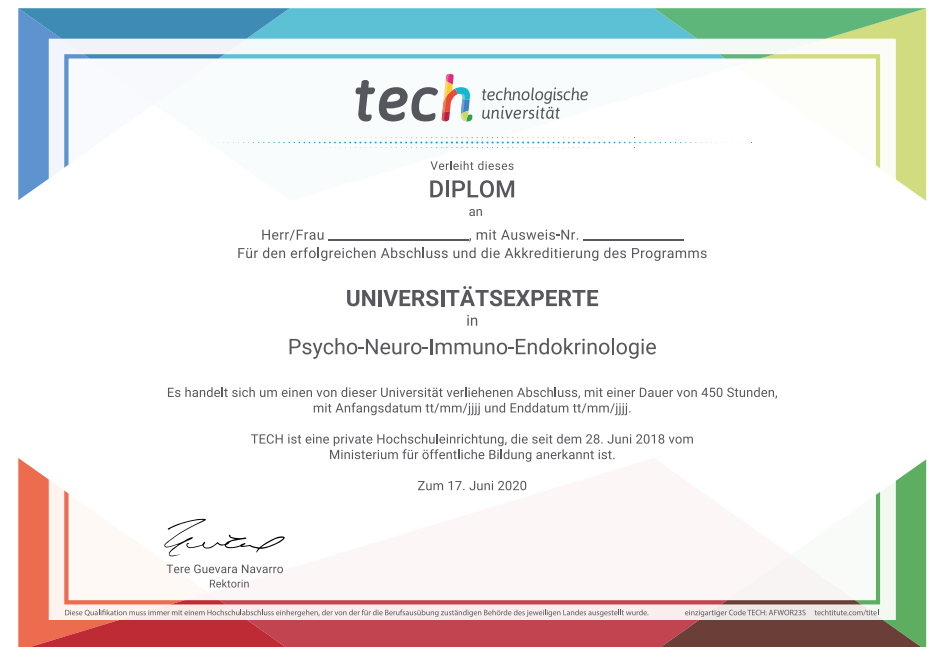 tech technologische
universität
Verleiht dieses
DIPLOM
an
Herr/Frau ____________________, mit Ausweis-Nr. ______________
Für den erfolgreichen Abschluss und die Akkreditierung des Programms
UNIVERSITÄTSEXPERTE
in
Psycho-Neuro-Immuno-Endokrinologie
Es handelt sich um einen von dieser Universität verliehenen Abschluss, mit einer Dauer von 450 Stunden,
mit Anfangsdatum tt/mm/jjjj und Enddatum tt/mm/jjjj.
TECH ist eine private Hochschuleinrichtung, die seit dem 28. Juni 2018 vom
Ministerium für öffentliche Bildung anerkannt ist.
Zum 17. Juni 2020
Tere Guevara Navarro
Rektorin
Diese Qualifikation muss immer mit einem Hochschulabschluss einhergehen, der von der für die Berufsausübung zuständigen Behörde des jeweiligen Landes ausgestellt wurde. einzigartiger Code TECH: AFWOR23S techtitute.com/titel